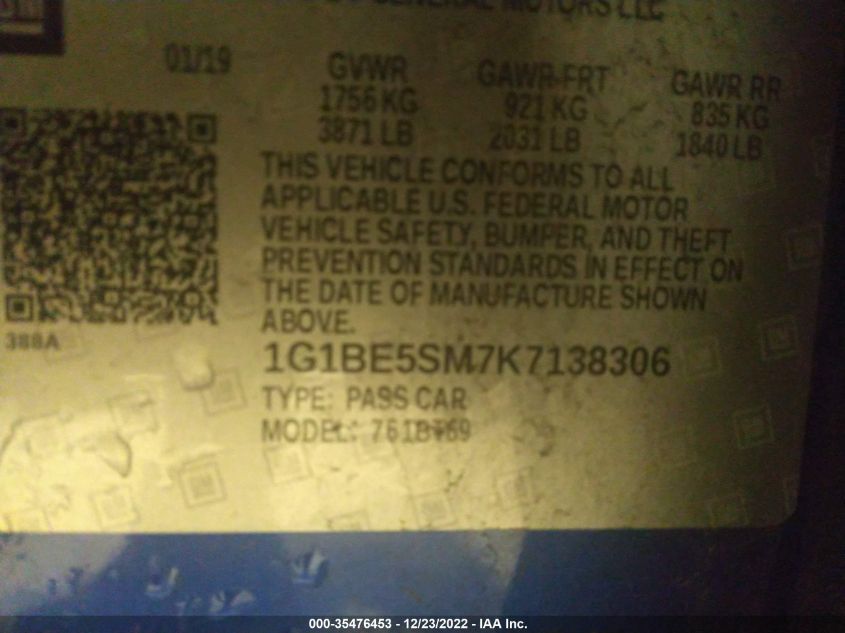 GENERAL MOTORS LLC
01/19 GVWR GAWR FRT GAWR RR
1756 KG 921 KG 835 KG
3871 LB 2031 LB 1840 LB
THIS VEHICLE CONFORMS TO ALL
APPLICABLE U.S. FEDERAL MOTOR
VEHICLE SAFETY, BUMPER, AND THEFT
PREVENTION STANDARDS IN EFFECT ON
THE DATE OF MANUFACTURE SHOWN
ABOVE.
388A
1G1BE5SM7K7138306
TYPE: PASS CAR
MODEL:
000-35476453 - 12/23/2022 - IAA Inc.